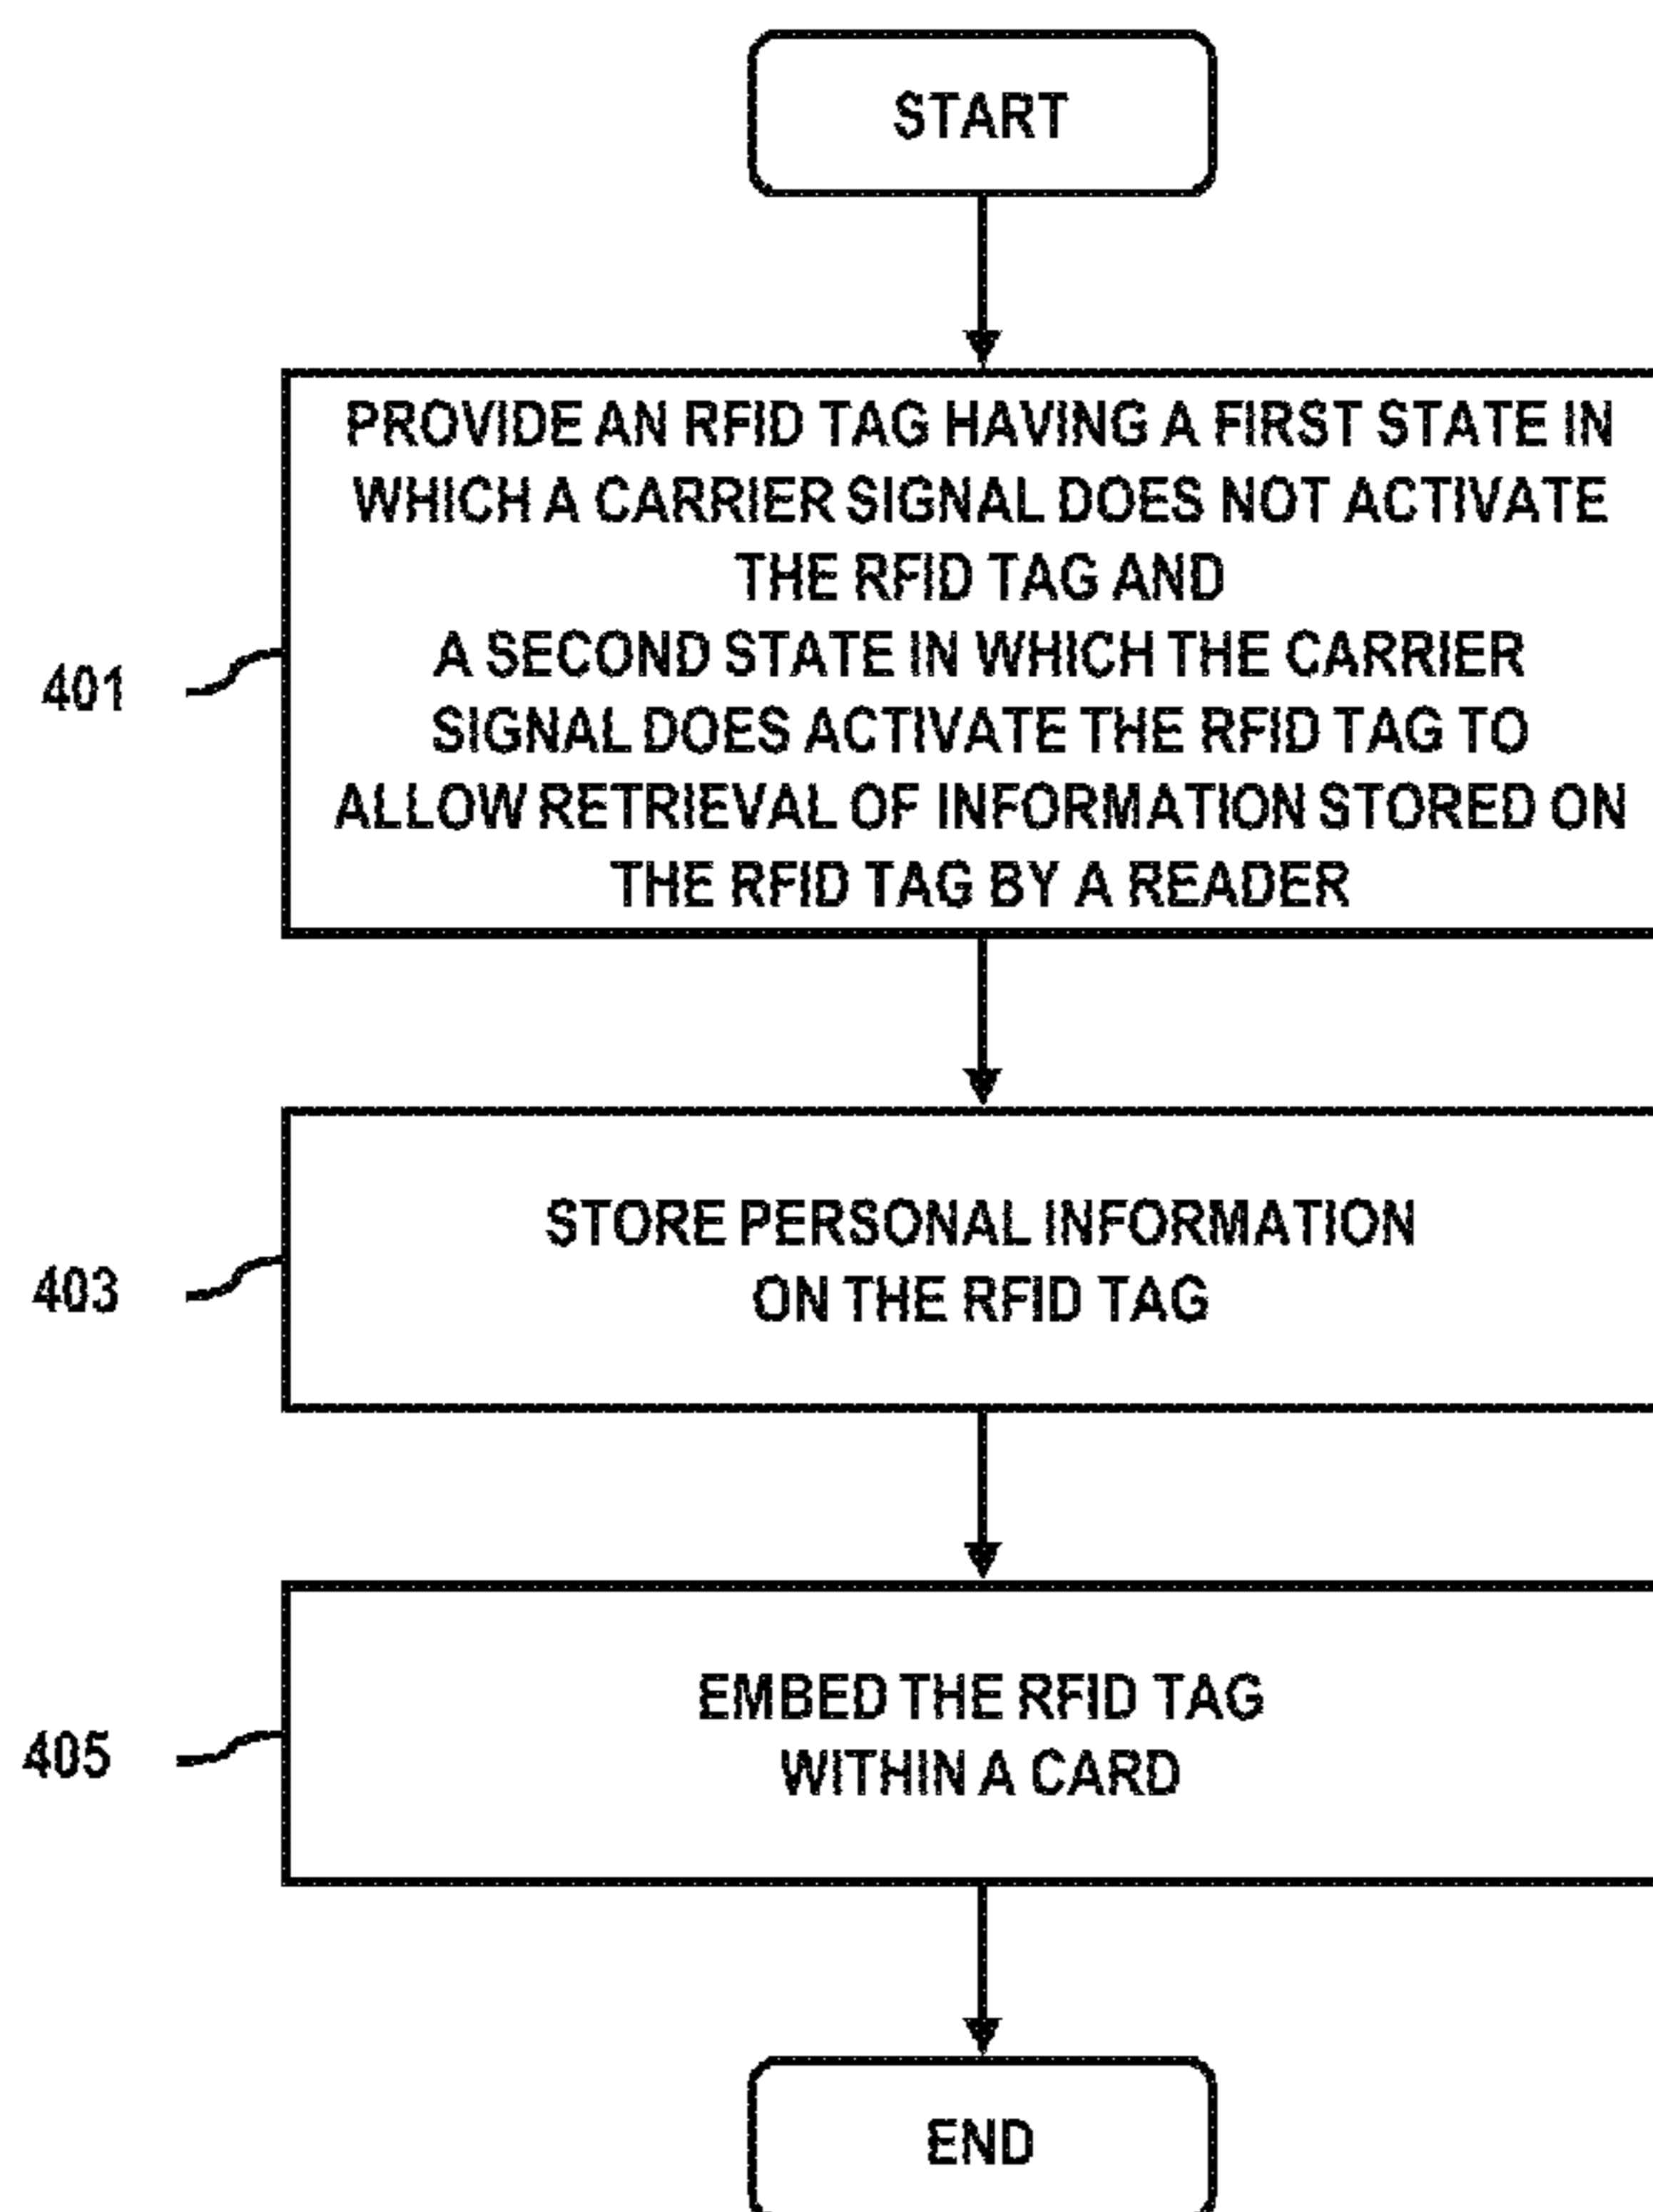 START
PROVIDE AN RFID TAG HAVING A FIRST STATE IN
WHICH A CARRIER SIGNAL DOES NOT ACTIVATE
THE RFID TAG AND
A SECOND STATE IN WHICH THE CARRIER
SIGNAL DOES ACTIVATE THE RFID TAG TO
ALLOW RETRIEVAL OF INFORMATION STORED ON
THE RFID TAG BY A READER
401
STORE PERSONAL INFORMATION
ON THE RFID TAG
403
EMBED THE RFID TAG
WITHIN A CARD
405
END